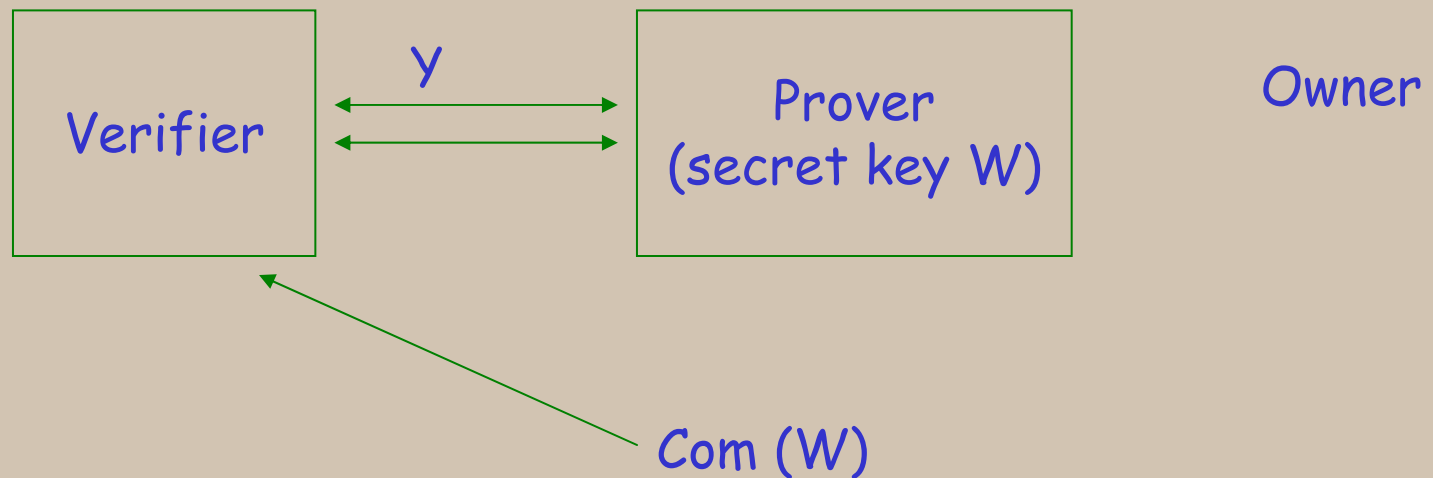 y
Verifier
Prover
(secret key W)
Owner
Com (W)